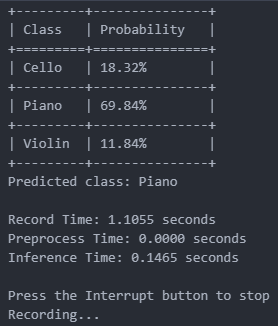 +---------+---------------+
| Class   | Probability   |
+=========+===============+
| Cello   | 18.32%        |
+---------+---------------+
| Piano   | 69.84%        |
+---------+---------------+
| Violin  | 11.84%        |
+---------+---------------+
Predicted class: Piano
Record Time: 1.1055 seconds
Preprocess Time: 0.0000 seconds
Inference Time: 0.1465 seconds
Press the Interrupt button to stop
Recording...